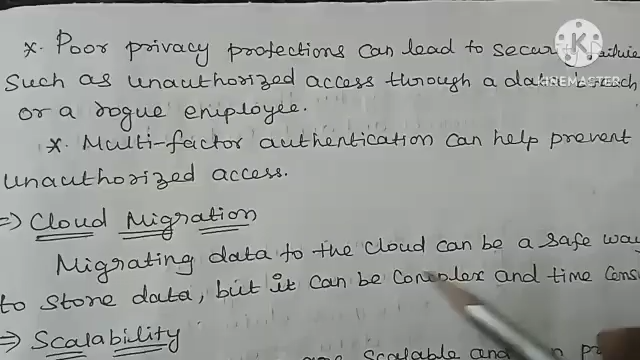 * Poor privacy protections can lead to
such as unauthorized access through a data
or a rogue employee.
* Multi-factor authentication can help prevent
unauthorized access.
=> Cloud Migration
Migrating data to the cloud can be a safe way
to store data, but it can be complex and time
=> Scalability
scalable and
K
KINEMASTER